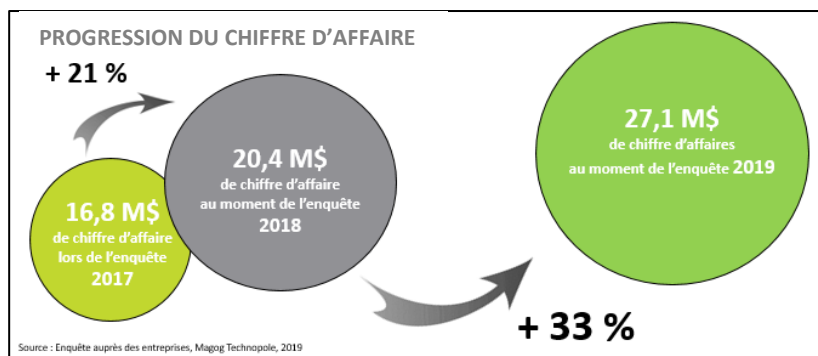 PROGRESSION DU CHIFFRE D'AFFAIRE
+ 21 %
16,8 M$
de chiffre d'affaire
lors de l'enquête
2017
20,4 M$
de chiffre d'affaire
au moment de l'enquête
2018
27,1 M$
de chiffre d'affaires
au moment de l'enquête 2019
+ 33 %
Source : Enquête auprès des entreprises, Magog Technopole, 2019